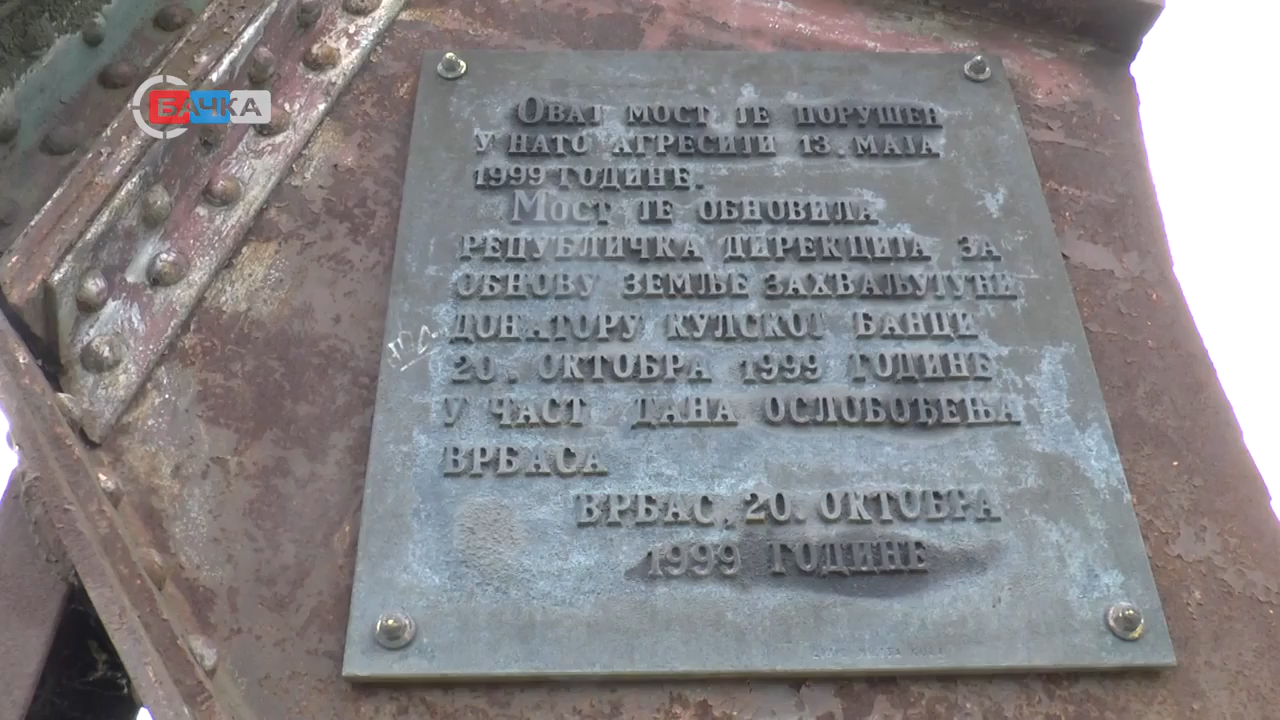 БАЧКА
ОВАЈ МОСТ ЈЕ ПОРУШЕН
У НАТО АГРЕСИЈИ 13. МАЈА
1999 ГОДИНЕ.
МОСТ ЈЕ ОБНОВИЛА
РЕПУБЛИЧКА ДИРЕКЦИЈА ЗА
ОБНОВУ ЗЕМЉЕ ЗАХВАЉУЈУЋИ
ДОНАТОРУ КУЛСКОЈ БАНЦИ
20. ОКТОБРА 1999 ГОДИНЕ
У ЧАСТ ДАНА ОСЛОБОЂЕЊА
ВРБАСА
ВРБАС, 20. ОКТОБРА
1999 ГОДИНЕ